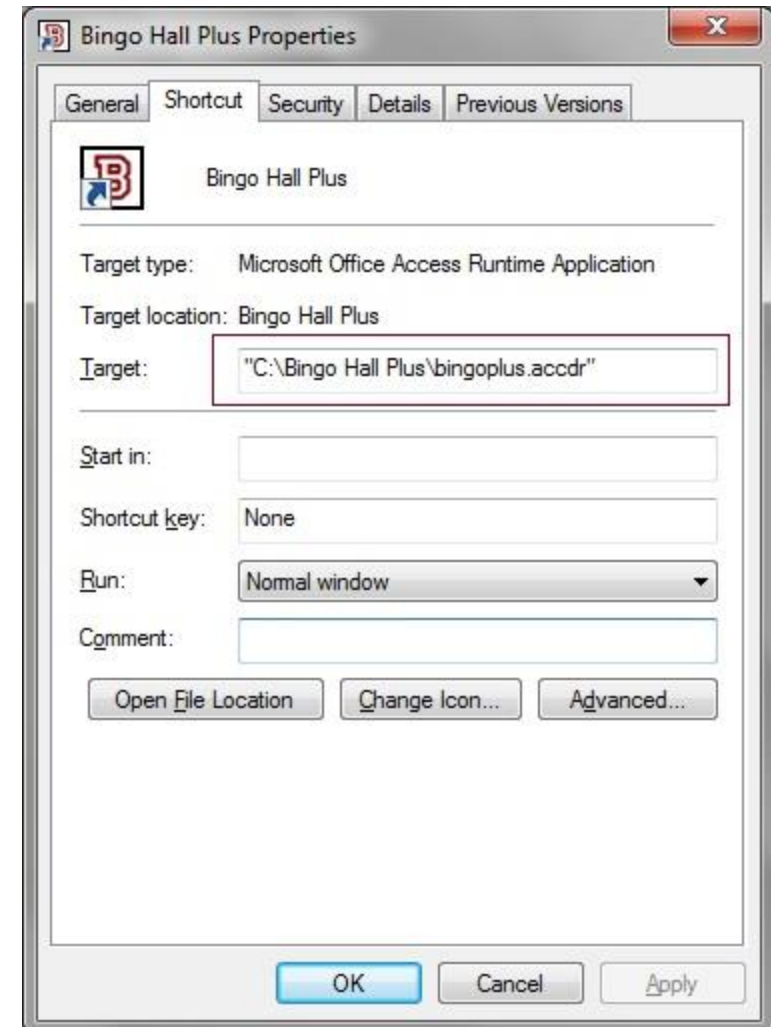 Bingo Hall Plus Properties
General Shortcut Security Details Previous Versions
B
Bingo Hall Plus
Target type: Microsoft Office Access Runtime Application
Target location: Bingo Hall Plus
Target: "C:\Bingo Hall Plus\bingoplus.accdr"
Start in:
Shortcut key: None
Run: Normal window
Comment:
Open File Location Change Icon... Advanced...
OK Cancel Apply